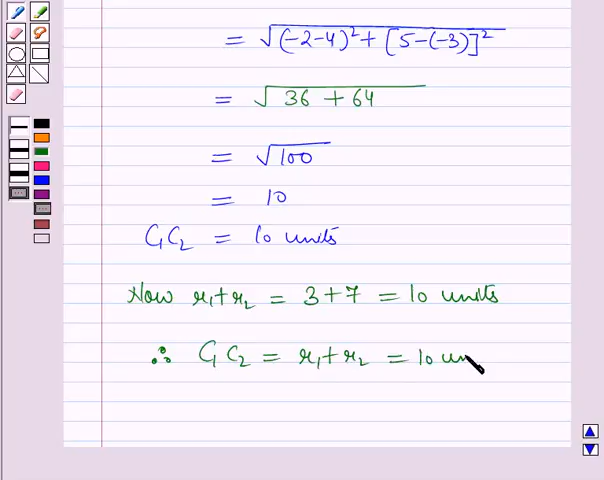 = √(-2-4)² + [5-(-3)]²
= √36 + 64
= √100
= 10
C₁C₂ = 10 units
Now r₁+r₂ = 3+7 = 10 units
∴ C₁C₂ = r₁+r₂ = 10 un